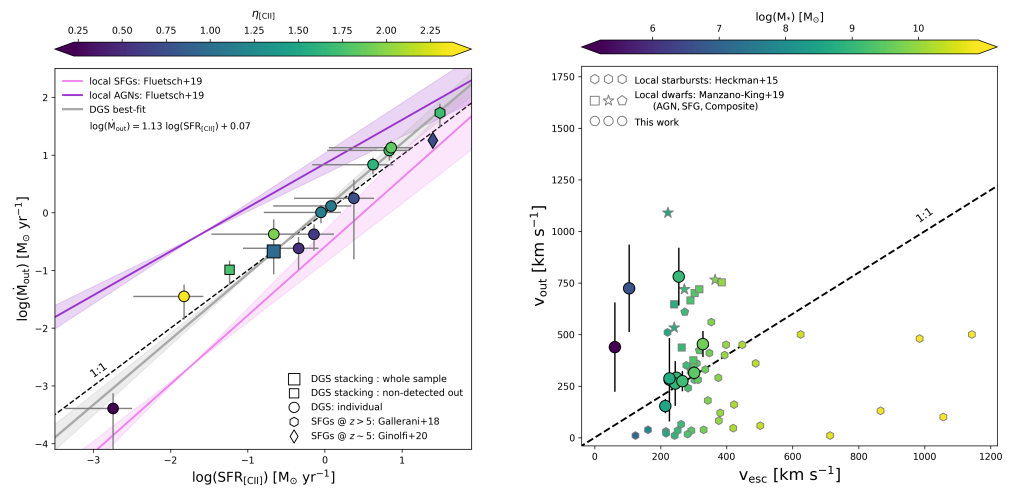 η[CII]
0.25 0.50 0.75 1.00 1.25 1.50 1.75 2.00 2.25
local SFGs: Fluetsch+19
local AGNs: Fluetsch+19
DGS best-fit
log(Ṁout) = 1.13 log(SFR[CII]) + 0.07
1:1
DGS stacking : whole sample
DGS stacking : non-detected out
DGS: individual
SFGs @ z > 5: Gallerani+18
SFGs @ z ~ 5: Ginolfi+20
2
1
0
−1
−2
−3
−4
log(Ṁout) [M⊙ yr⁻¹]
−3 −2 −1 0 1
log(SFR[CII]) [M⊙ yr⁻¹]
log(M*) [M⊙]
6 7 8 9 10
Local starbursts: Heckman+15
Local dwarfs: Manzano-King+19
(AGN, SFG, Composite)
This work
1:1
1750
1500
1250
1000
750
500
250
0
vout [km s⁻¹]
0 200 400 600 800 1000 1200
vesc [km s⁻¹]